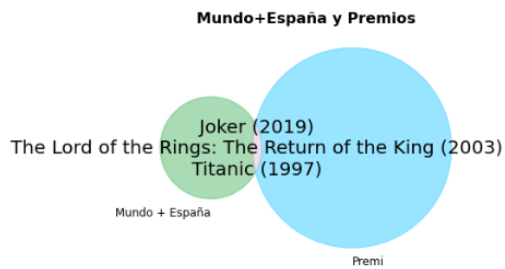 Mundo+España y Premios
Joker (2019)
The Lord of the Rings: The Return of the King (2003)
Titanic (1997)
Mundo + España
Premi